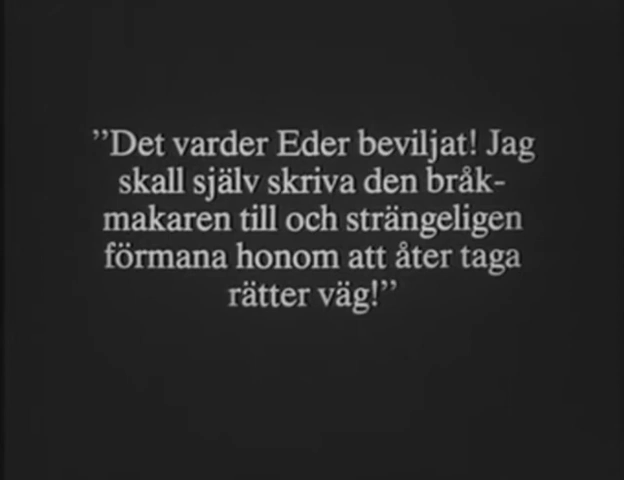 ”Det varder Eder beviljat! Jag
skall själv skriva den bråk-
makaren till och strängeligen
förmana honom att åter taga
rätter väg!”